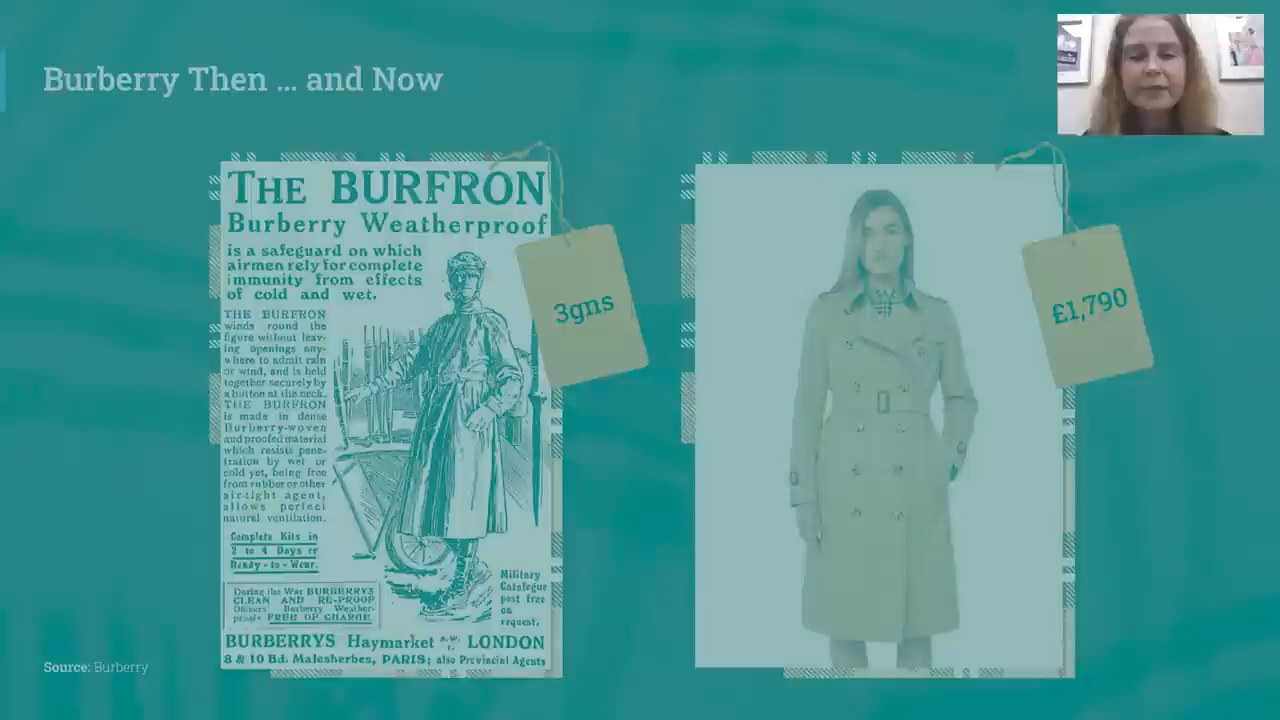 Burberry Then ... and Now
THE BURFRON
Burberry Weatherproof
is a safeguard on which
airmen rely for complete
immunity from effects
of cold and wet.
THE BURFRON
winds round the
figure without leav-
ing openings any-
where to admit rain
or wind, and is held
together securely by
a button at the neck.
THE BURFRON
is made in dense
Burberry-woven
and proofed material
which resists pene-
tration by wet or
cold yet, being free
from rubber or other
air-tight agent,
allows perfect
natural ventilation.
Complete Kits in
2 to 4 Days or
Ready-to-Wear.
During the War BURBERRYS
CLEAN AND RE-PROOF
Officers' Burberry Weather-
proofs FREE OF CHARGE.
Military
Catalogue
post free
on
request.
BURBERRYS Haymarket S.W. LONDON
8 & 10 Bd. Malesherbes, PARIS; also Provincial Agents
3gns
£1,790
Source: Burberry